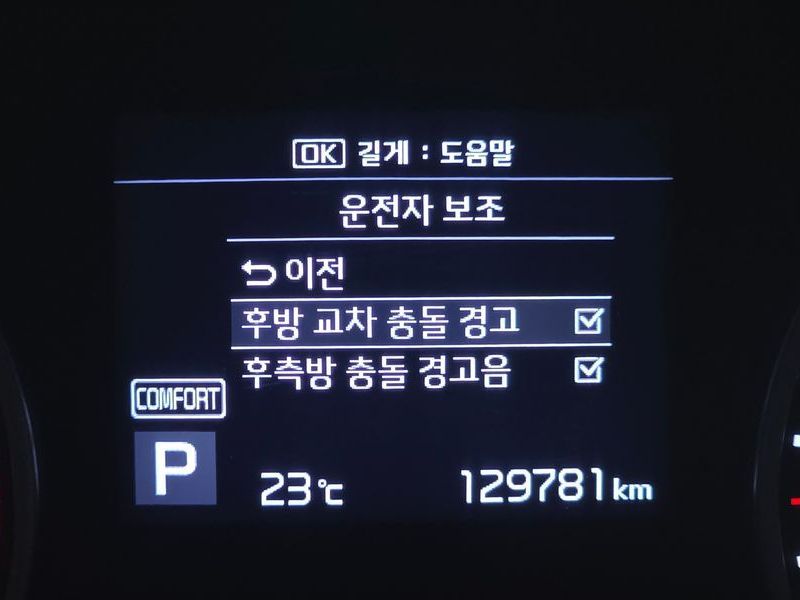 OK 길게 : 도움말
운전자 보조
이전
후방 교차 충돌 경고
후측방 충돌 경고음
COMFORT
P 23℃ 129781km